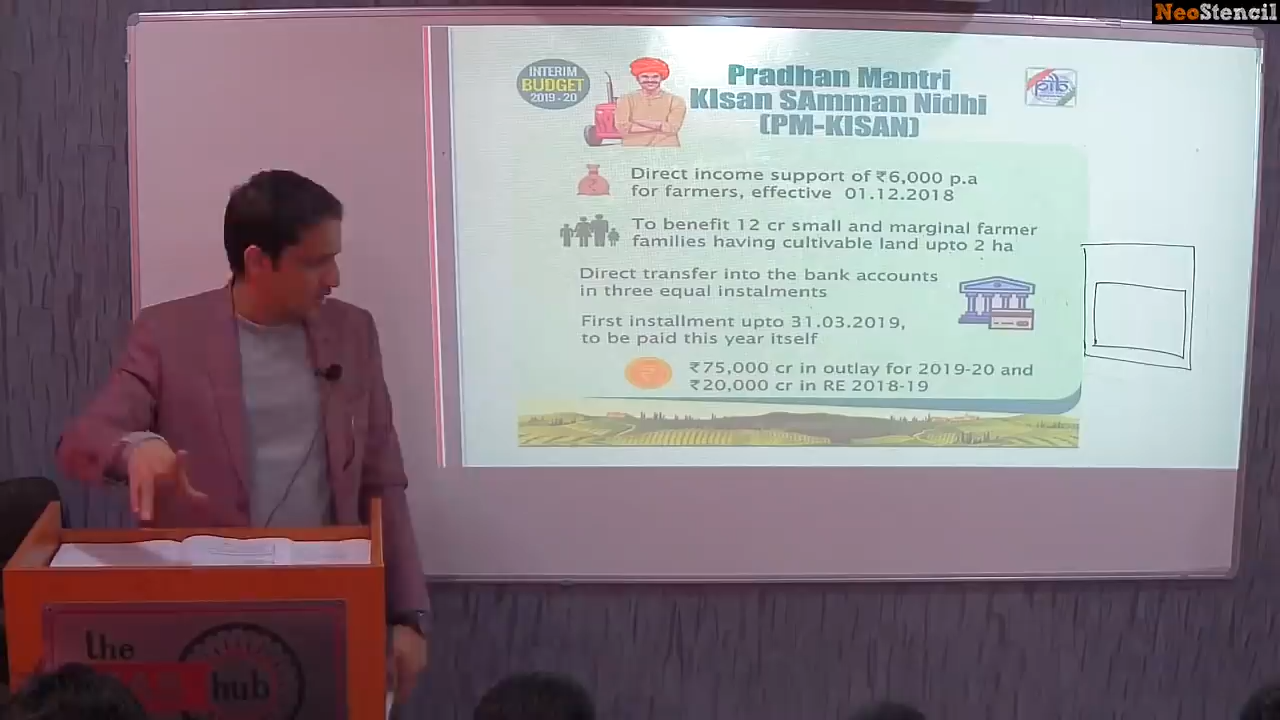 NeoStencil
INTERIM
BUDGET
2019-20
Pradhan Mantri
KIsan SAmman Nidhi
(PM-KISAN)
pib
Direct income support of ₹6,000 p.a
for farmers, effective 01.12.2018
To benefit 12 cr small and marginal farmer
families having cultivable land upto 2 ha
Direct transfer into the bank accounts
in three equal instalments
First installment upto 31.03.2019,
to be paid this year itself
₹75,000 cr in outlay for 2019-20 and
₹20,000 cr in RE 2018-19
the
hub